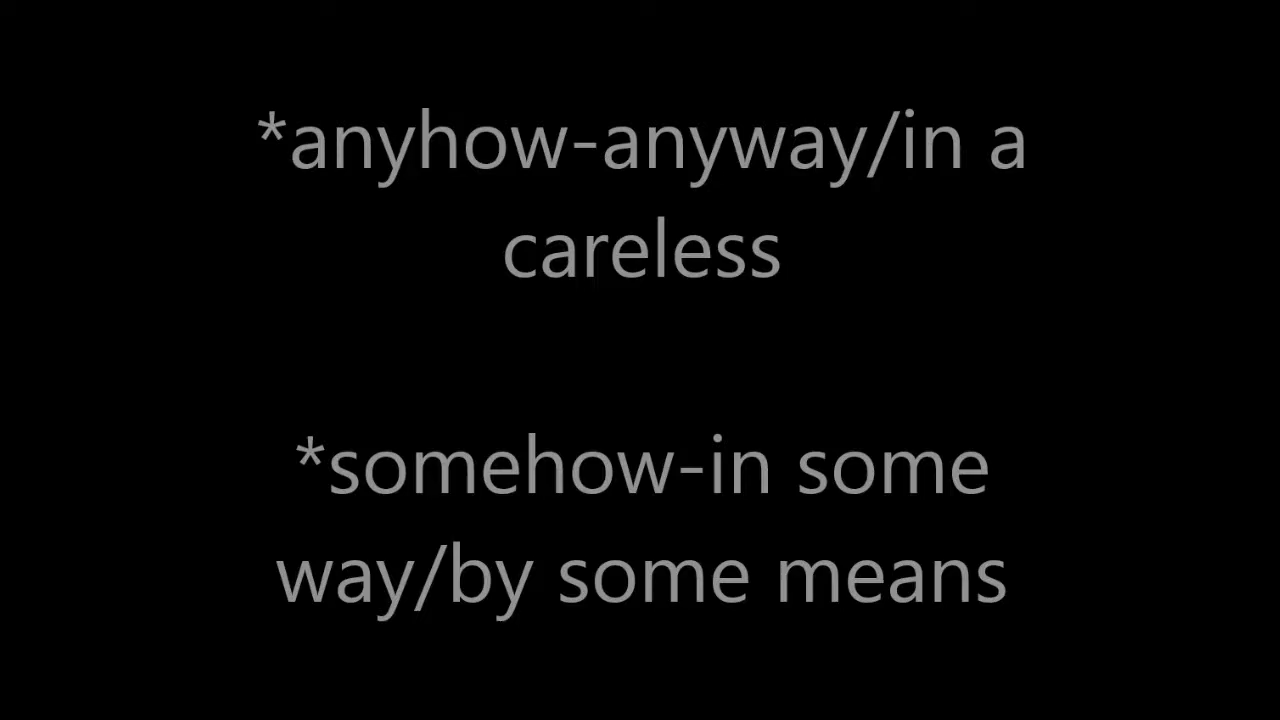 *anyhow-anyway/in a
careless
*somehow-in some
way/by some means